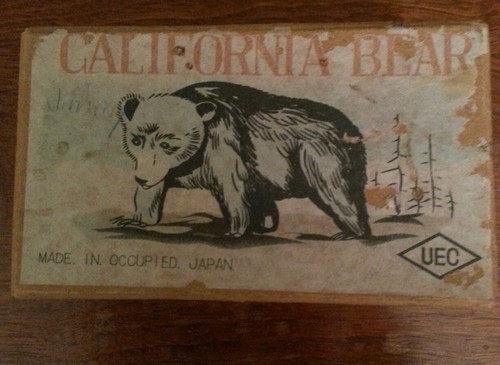 CALIFORNIA BEAR
MADE. IN. OCCUPIED. JAPAN.
UEC